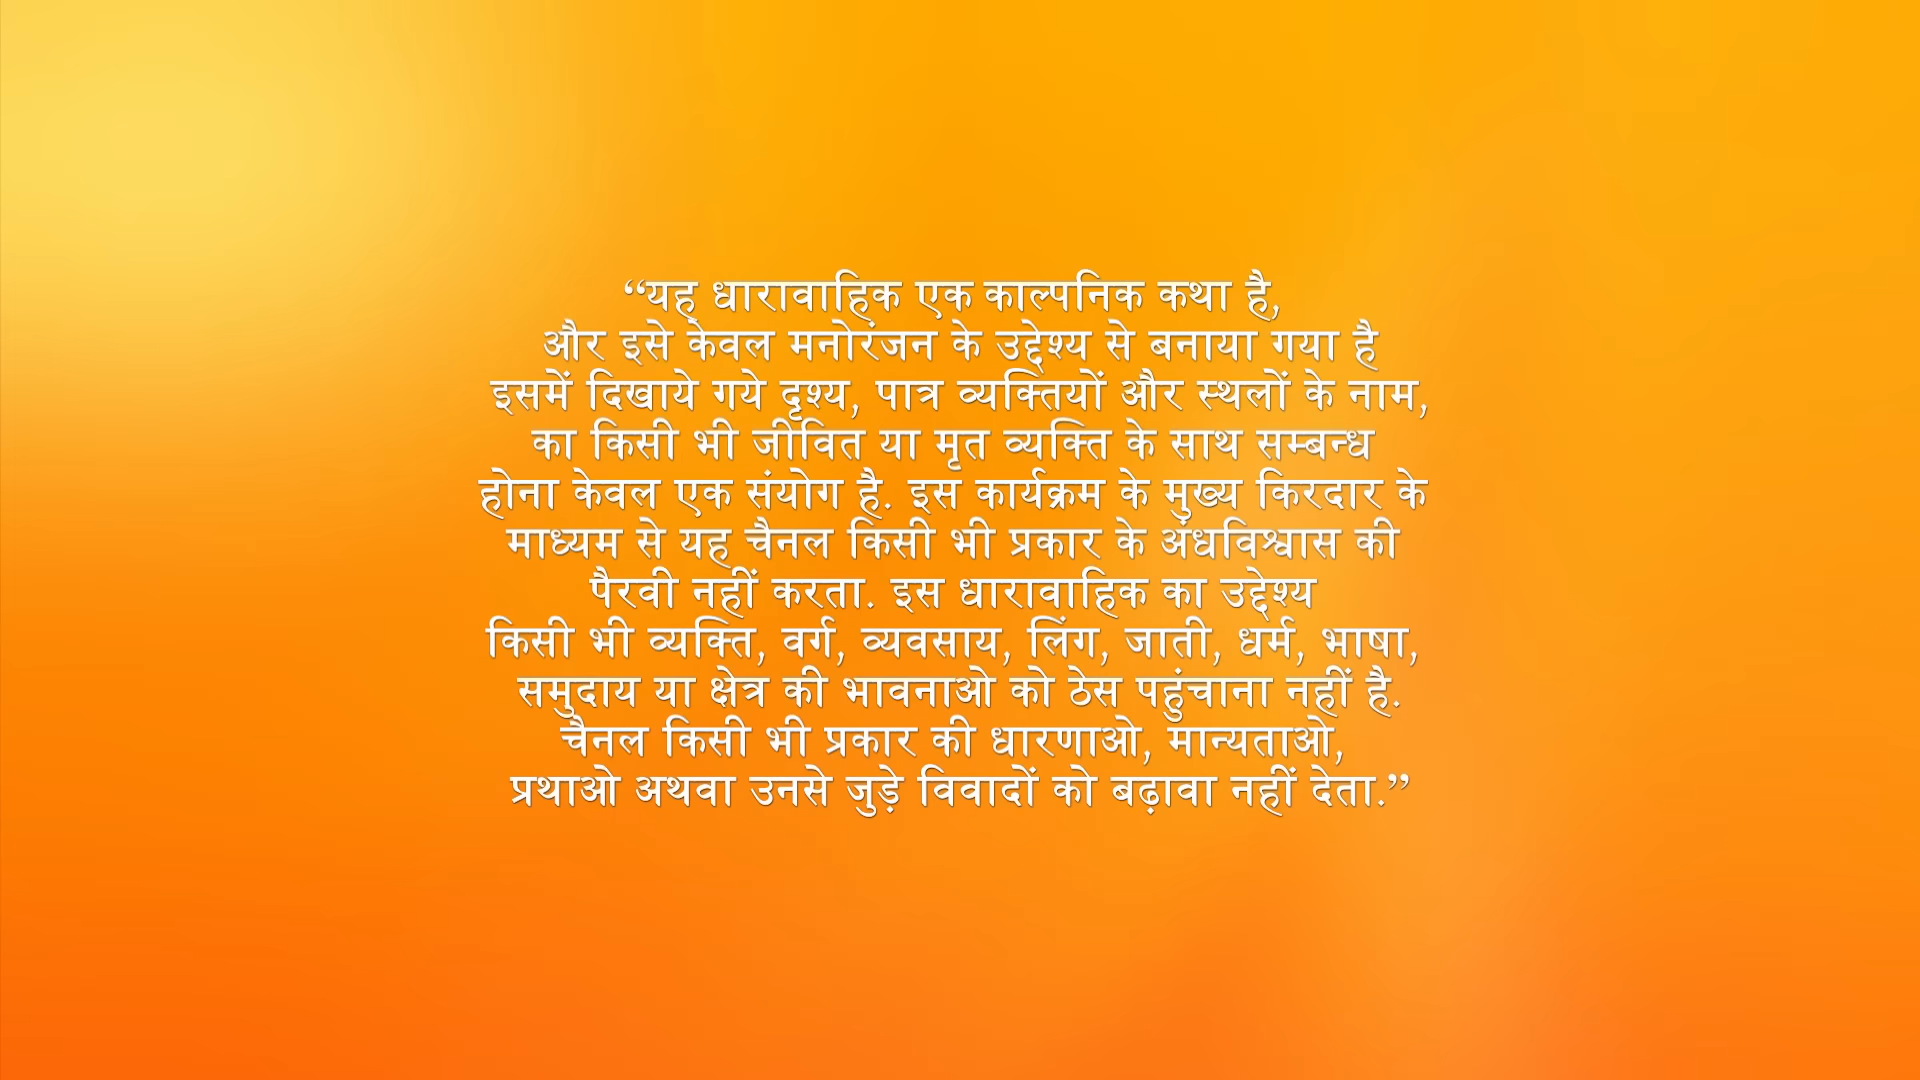 “यह धारावाहिक एक काल्पनिक कथा है,
और इसे केवल मनोरंजन के उद्देश्य से बनाया गया है
इसमें दिखाये गये दृश्य, पात्र व्यक्तियों और स्थलों के नाम,
का किसी भी जीवित या मृत व्यक्ति के साथ सम्बन्ध
होना केवल एक संयोग है. इस कार्यक्रम के मुख्य किरदार के
माध्यम से यह चैनल किसी भी प्रकार के अंधविश्वास की
पैरवी नहीं करता. इस धारावाहिक का उद्देश्य
किसी भी व्यक्ति, वर्ग, व्यवसाय, लिंग, जाती, धर्म, भाषा,
समुदाय या क्षेत्र की भावनाओ को ठेस पहुंचाना नहीं है.
चैनल किसी भी प्रकार की धारणाओ, मान्यताओ,
प्रथाओ अथवा उनसे जुड़े विवादों को बढ़ावा नहीं देता.”